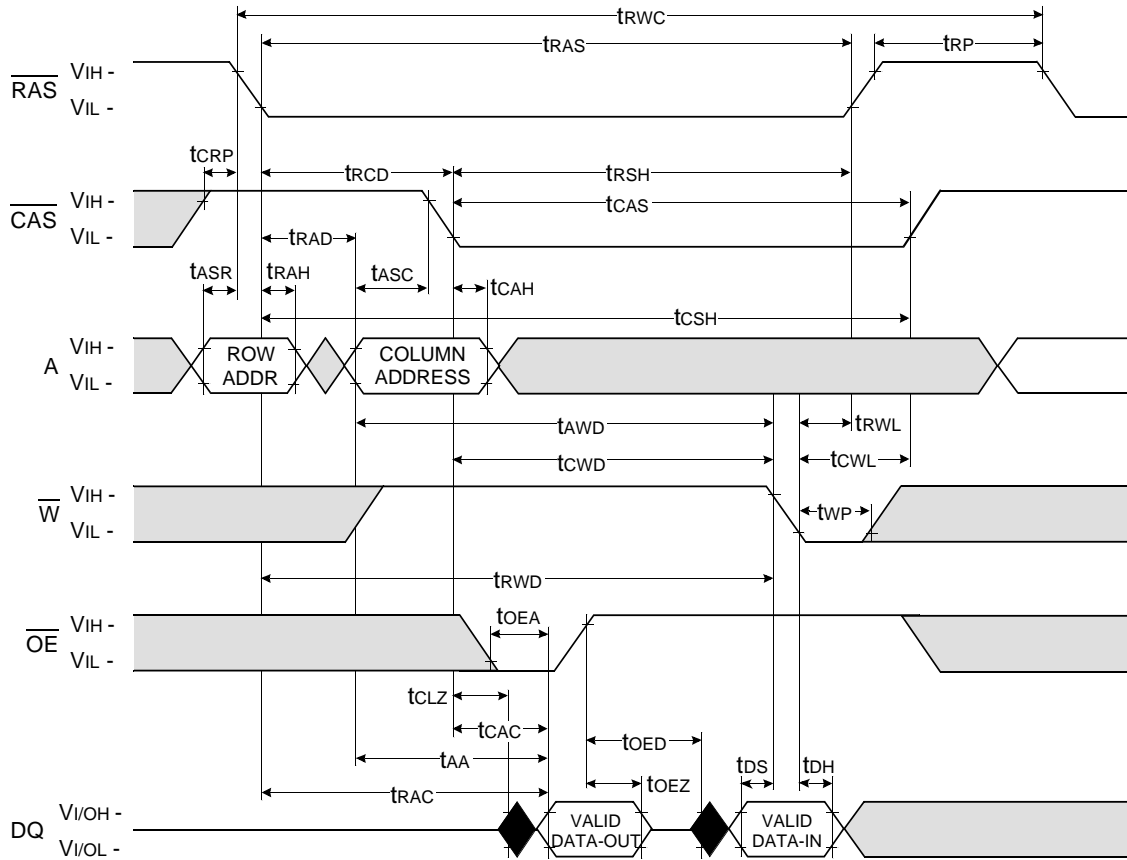 tRWC
tRAS
tRP
RAS
VIH -
VIL -
tCRP
tRCD
tRSH
CAS
VIH -
VIL -
tCAS
tRAD
tASR
tRAH
tASC
tCAH
tCSH
A
VIH -
VIL -
ROW
ADDR
COLUMN
ADDRESS
tAWD
tRWL
tCWD
tCWL
W
VIH -
VIL -
tWP
tRWD
OE
VIH -
VIL -
tOEA
tCLZ
tCAC
tOED
tAA
tDS
tDH
tOEZ
tRAC
DQ
VI/OH -
VI/OL -
VALID
DATA-OUT
VALID
DATA-IN